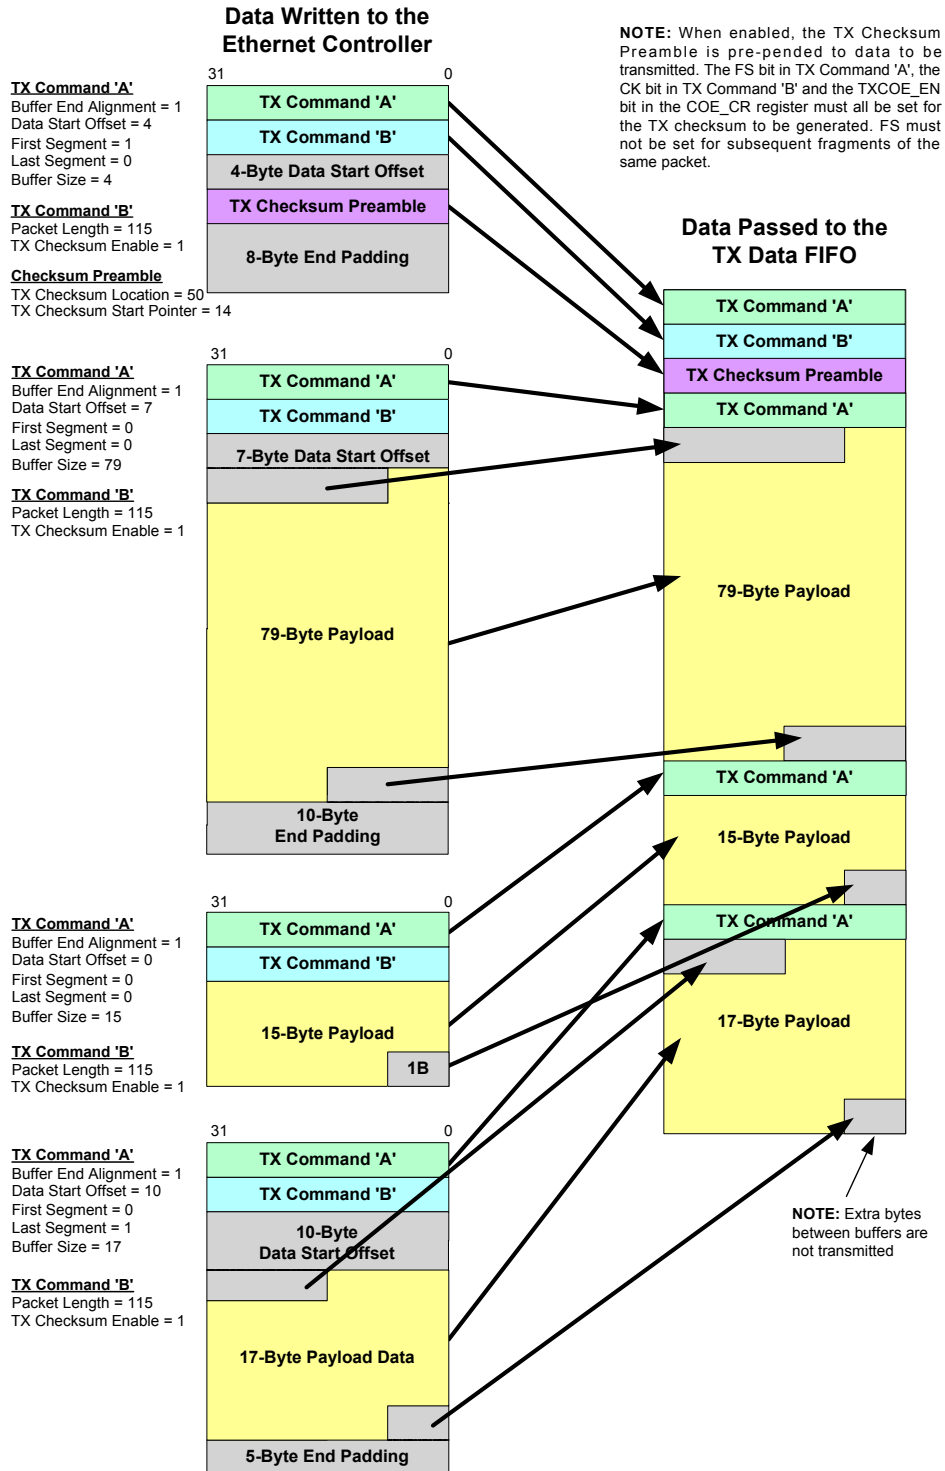 Data Written to the
Ethernet Controller
NOTE: When enabled, the TX Checksum
Preamble is pre-pended to data to be
transmitted. The FS bit in TX Command 'A', the
CK bit in TX Command 'B' and the TXCOE_EN
bit in the COE_CR register must all be set for
the TX checksum to be generated. FS must
not be set for subsequent fragments of the
same packet.
31 0
TX Command 'A'
Buffer End Alignment = 1
Data Start Offset = 4
First Segment = 1
Last Segment = 0
Buffer Size = 4
TX Command 'B'
Packet Length = 115
TX Checksum Enable = 1
Checksum Preamble
TX Checksum Location = 50
TX Checksum Start Pointer = 14
TX Command 'A'
TX Command 'B'
4-Byte Data Start Offset
TX Checksum Preamble
8-Byte End Padding
31 0
TX Command 'A'
Buffer End Alignment = 1
Data Start Offset = 7
First Segment = 0
Last Segment = 0
Buffer Size = 79
TX Command 'B'
Packet Length = 115
TX Checksum Enable = 1
TX Command 'A'
TX Command 'B'
7-Byte Data Start Offset
79-Byte Payload
10-Byte
End Padding
31 0
TX Command 'A'
Buffer End Alignment = 1
Data Start Offset = 0
First Segment = 0
Last Segment = 0
Buffer Size = 15
TX Command 'B'
Packet Length = 115
TX Checksum Enable = 1
TX Command 'A'
TX Command 'B'
15-Byte Payload
1B
31 0
TX Command 'A'
Buffer End Alignment = 1
Data Start Offset = 10
First Segment = 0
Last Segment = 1
Buffer Size = 17
TX Command 'B'
Packet Length = 115
TX Checksum Enable = 1
TX Command 'A'
TX Command 'B'
10-Byte
Data Start Offset
17-Byte Payload Data
5-Byte End Padding
Data Passed to the
TX Data FIFO
TX Command 'A'
TX Command 'B'
TX Checksum Preamble
TX Command 'A'
79-Byte Payload
TX Command 'A'
15-Byte Payload
TX Command 'A'
17-Byte Payload
NOTE: Extra bytes
between buffers are
not transmitted